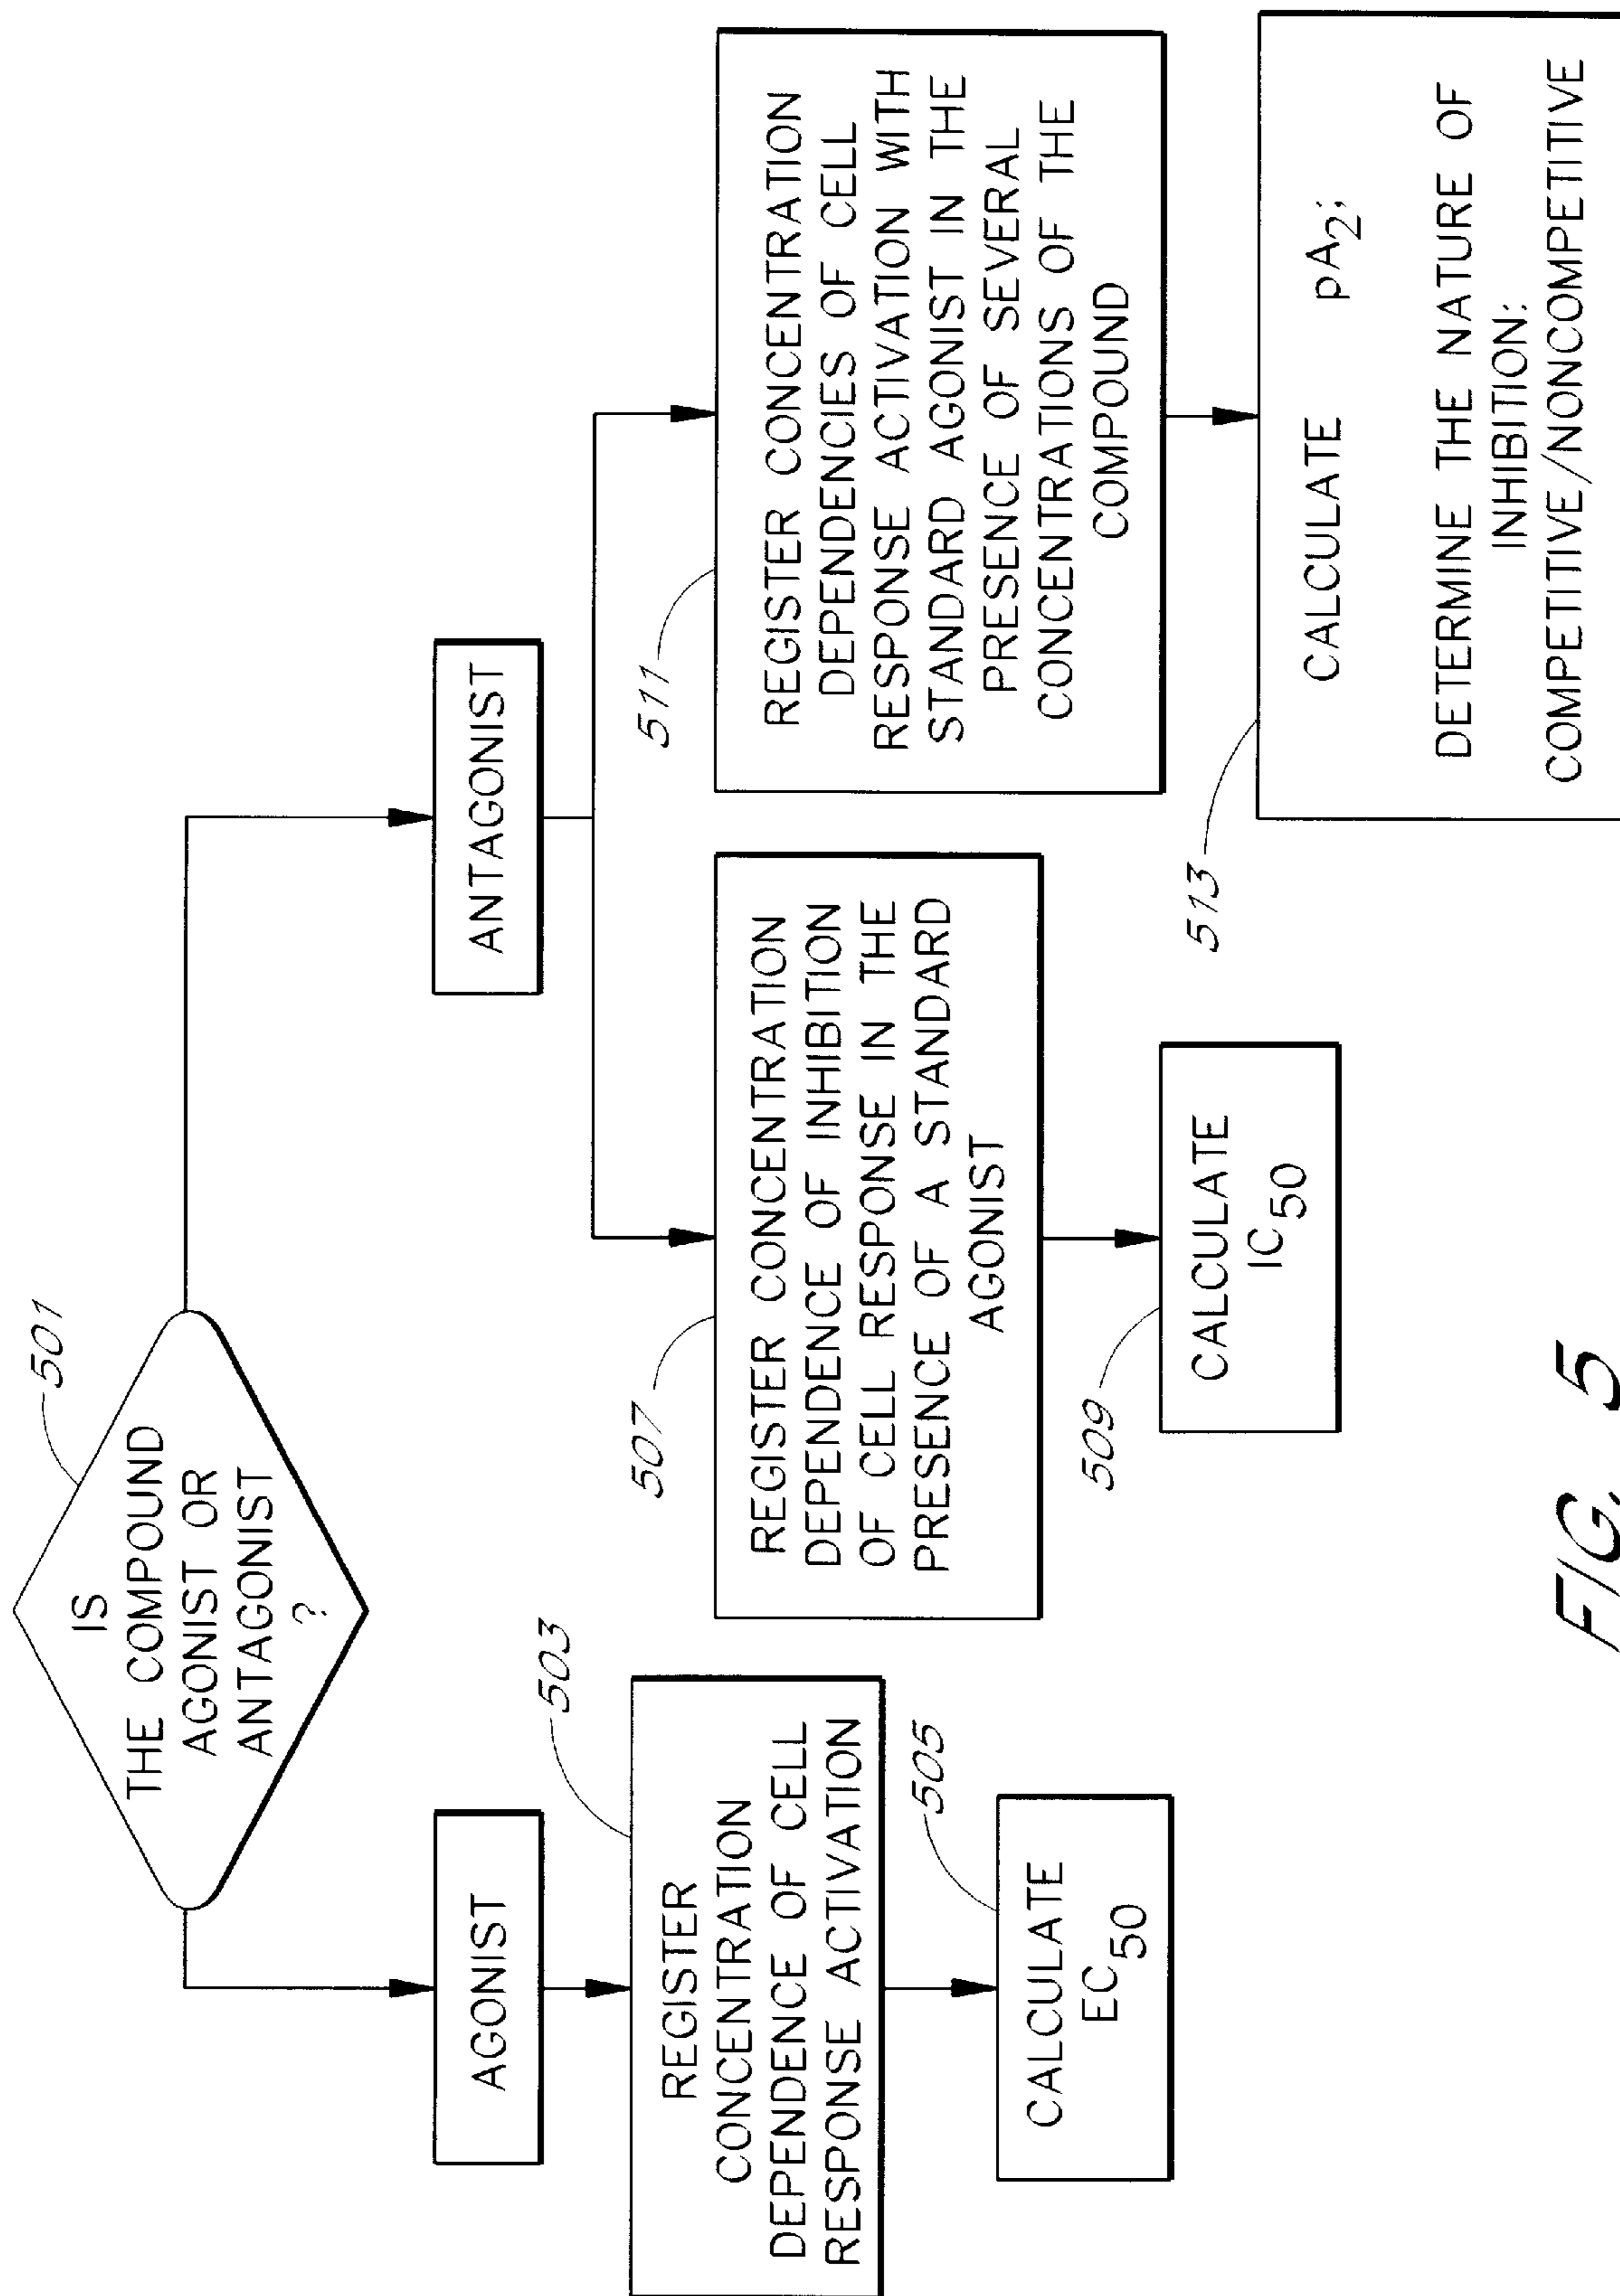 501
IS
THE COMPOUND
AGONIST OR
ANTAGONIST
?
AGONIST
ANTAGONIST
503
REGISTER
CONCENTRATION
DEPENDENCE OF CELL
RESPONSE ACTIVATION
505
CALCULATE
EC50
507
REGISTER CONCENTRATION
DEPENDENCE OF INHIBITION
OF CELL RESPONSE IN THE
PRESENCE OF A STANDARD
AGONIST
509
CALCULATE
IC50
511
REGISTER CONCENTRATION
DEPENDENCIES OF CELL
RESPONSE ACTIVATION WITH
STANDARD AGONIST IN THE
PRESENCE OF SEVERAL
CONCENTRATIONS OF THE
COMPOUND
513
CALCULATE pA2;
DETERMINE THE NATURE OF
INHIBITION:
COMPETITIVE/NONCOMPETITIVE
FIG. 5